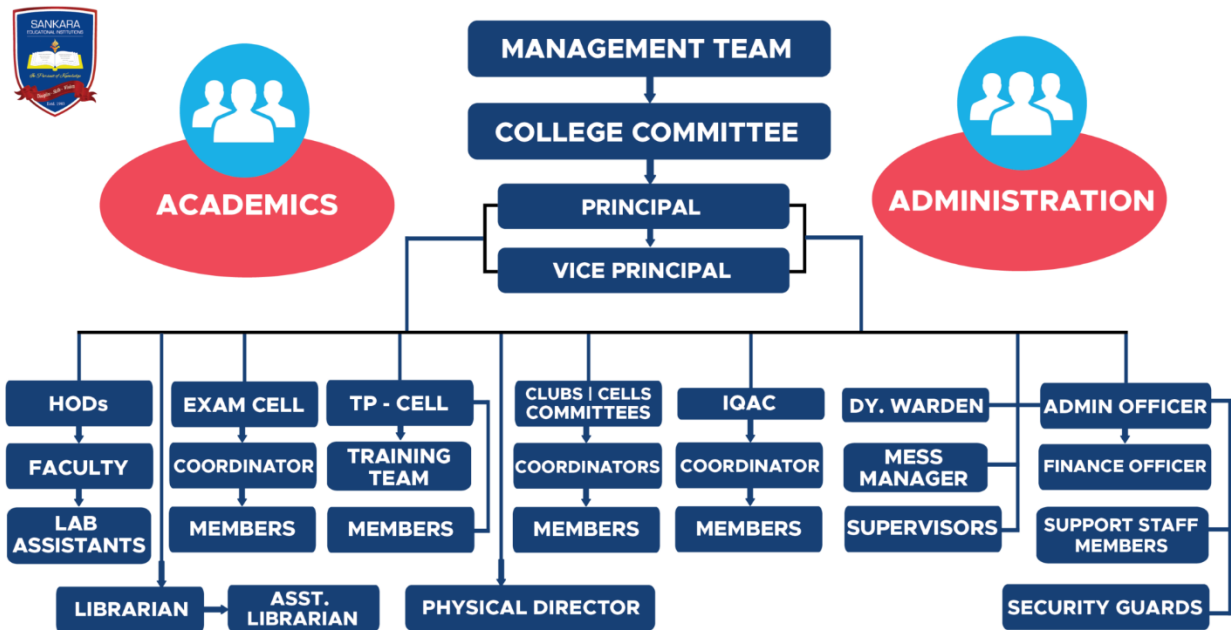 SANKARA
EDUCATIONAL INSTITUTIONS
Estd. 1985
MANAGEMENT TEAM
COLLEGE COMMITTEE
ACADEMICS
ADMINISTRATION
PRINCIPAL
VICE PRINCIPAL
HODs
EXAM CELL
TP - CELL
CLUBS | CELLS
COMMITTEES
IQAC
DY. WARDEN
ADMIN OFFICER
FACULTY
COORDINATOR
TRAINING
TEAM
COORDINATORS
COORDINATOR
MESS
MANAGER
FINANCE OFFICER
LAB
ASSISTANTS
MEMBERS
MEMBERS
MEMBERS
MEMBERS
SUPERVISORS
SUPPORT STAFF
MEMBERS
LIBRARIAN
ASST.
LIBRARIAN
PHYSICAL DIRECTOR
SECURITY GUARDS